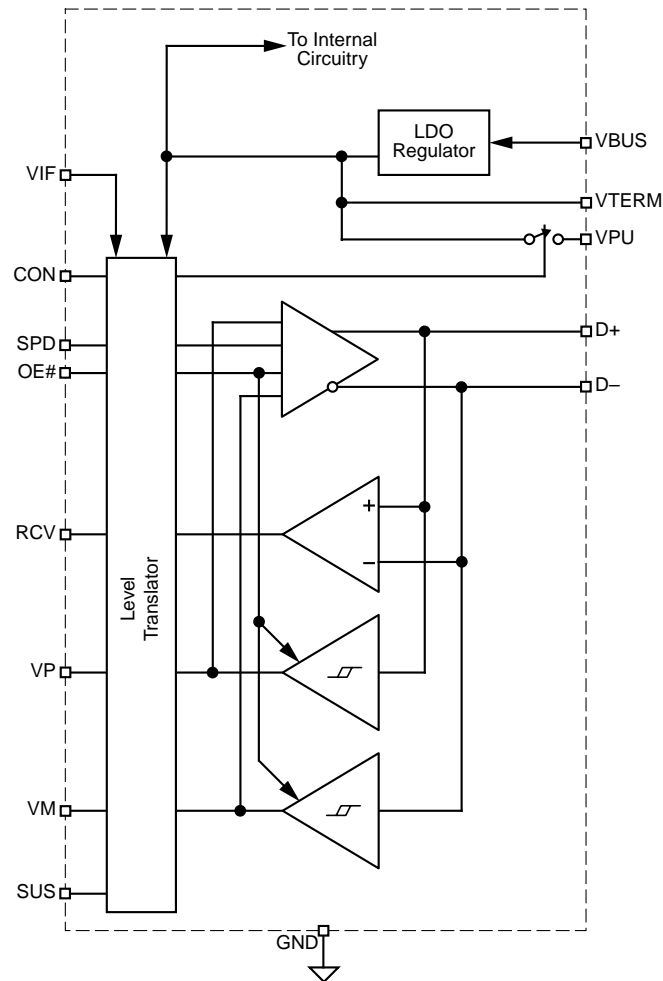 To Internal
Circuitry
LDO
Regulator
VBUS
VIF
VTERM
VPU
CON
SPD
D+
OE#
D–
+
RCV
–
Level
Translator
VP
VM
SUS
GND